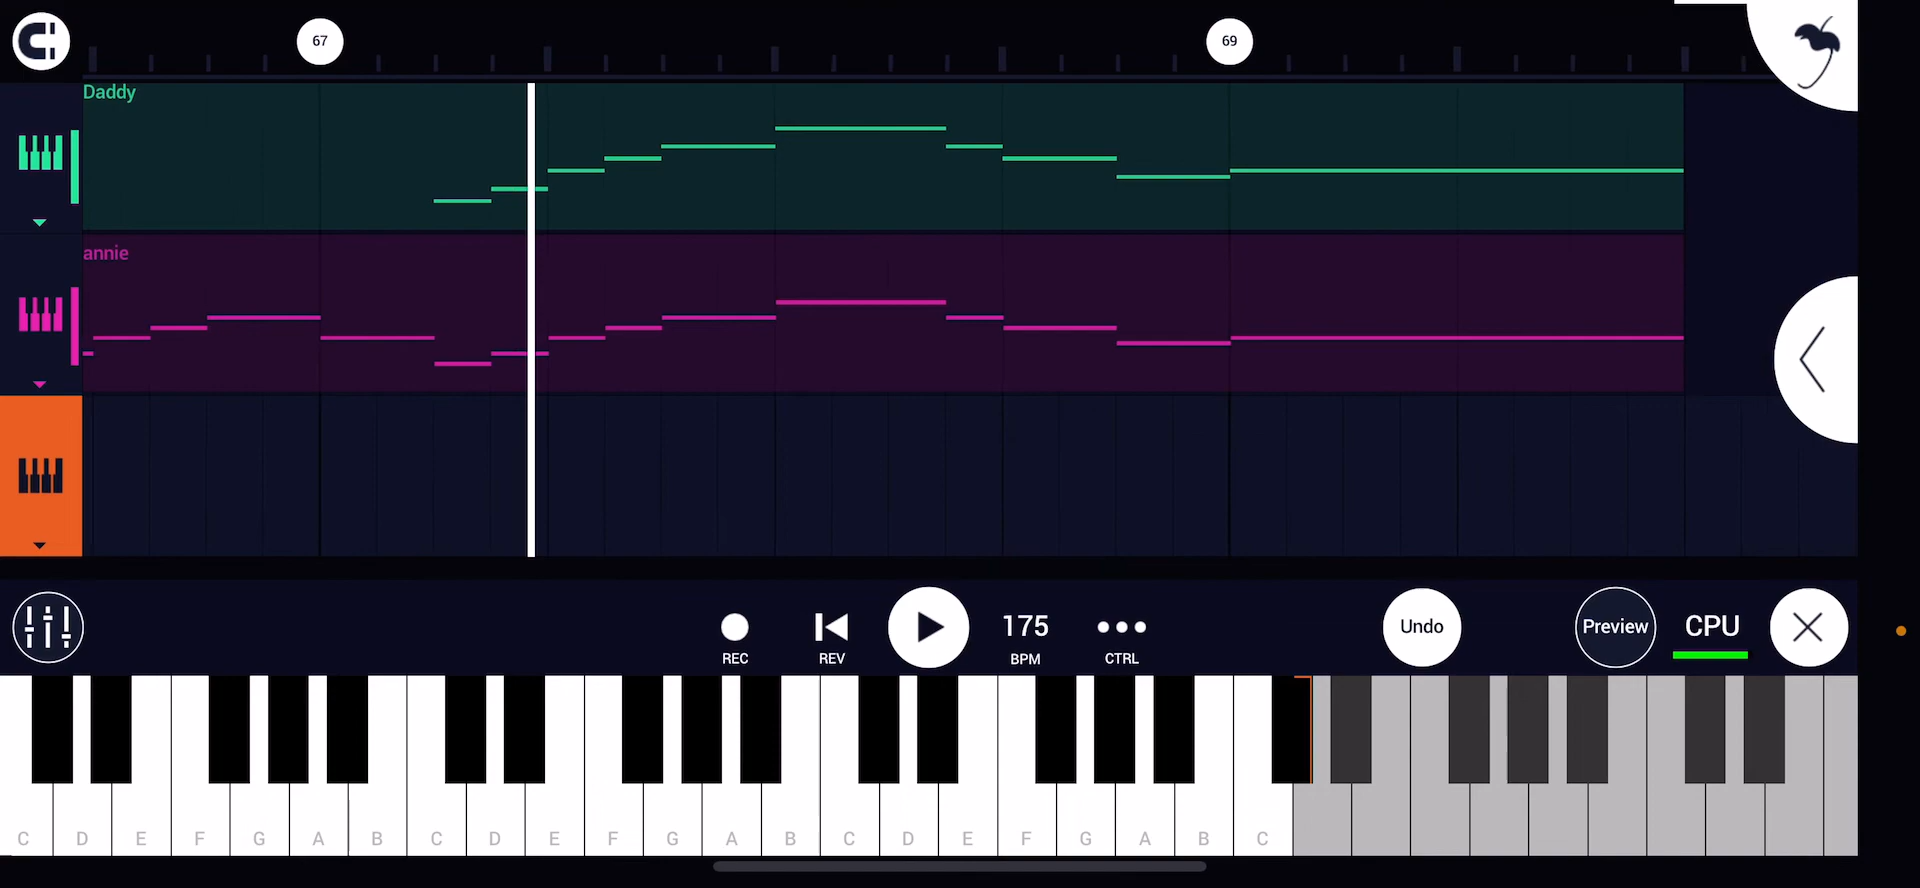 67
69
Daddy
annie
175
BPM
REC
REV
CTRL
Undo
Preview
CPU
C D E F G A B C D E F G A B C D E F G A B C